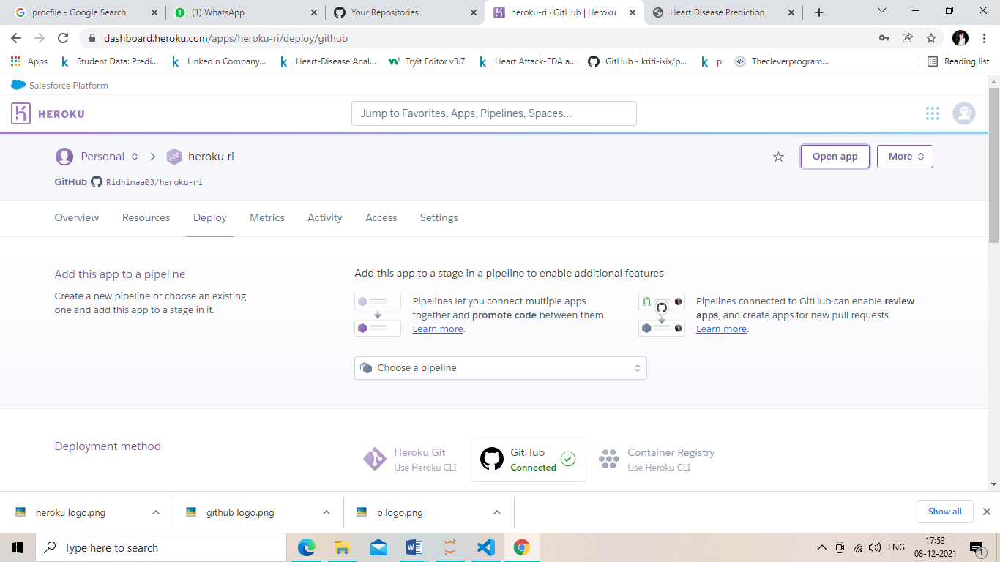 procfile - Google Search
(1) WhatsApp
Your Repositories
heroku-ri · GitHub | Heroku
Heart Disease Prediction
dashboard.heroku.com/apps/heroku-ri/deploy/github
Apps
Student Data: Predi...
LinkedIn Company...
Heart-Disease Anal...
Tryit Editor v3.7
Heart Attack-EDA a...
GitHub - kriti-ixix/p...
p
Thecleverprogram...
Reading list
Salesforce Platform
HEROKU
Jump to Favorites, Apps, Pipelines, Spaces...
Personal
heroku-ri
Open app
More
GitHub Ridhimaa03/heroku-ri
Overview
Resources
Deploy
Metrics
Activity
Access
Settings
Add this app to a pipeline
Create a new pipeline or choose an existing
one and add this app to a stage in it.
Add this app to a stage in a pipeline to enable additional features
Pipelines let you connect multiple apps
together and promote code between them.
Learn more.
Pipelines connected to GitHub can enable review
apps, and create apps for new pull requests.
Learn more.
Choose a pipeline
Deployment method
Heroku Git
Use Heroku CLI
GitHub
Connected
Container Registry
Use Heroku CLI
heroku logo.png
github logo.png
p logo.png
Show all
Type here to search
ENG
17:53
08-12-2021
1